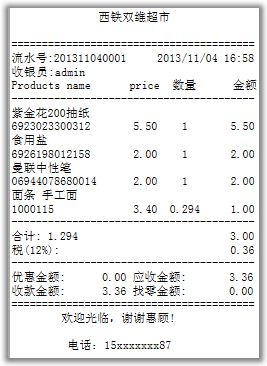 西铁双维超市
=================================
流水号:201311040001 2013/11/04 16:58
收银员:admin
Products name price 数量 金额
---------------------------------
紫金花200抽纸
6923023300312 5.50 1 5.50
食用盐
6926198012158 2.00 1 2.00
曼联中性笔
06944078680014 2.00 1 2.00
面条 手工面
1000115 3.40 0.294 1.00
---------------------------------
合计: 1.294 3.00
税(12%): 0.36
---------------------------------
优惠金额: 0.00 应收金额: 3.36
收款金额: 3.36 找零金额: 0.00
=================================
欢迎光临，谢谢惠顾！
电话: 15xxxxxxx87